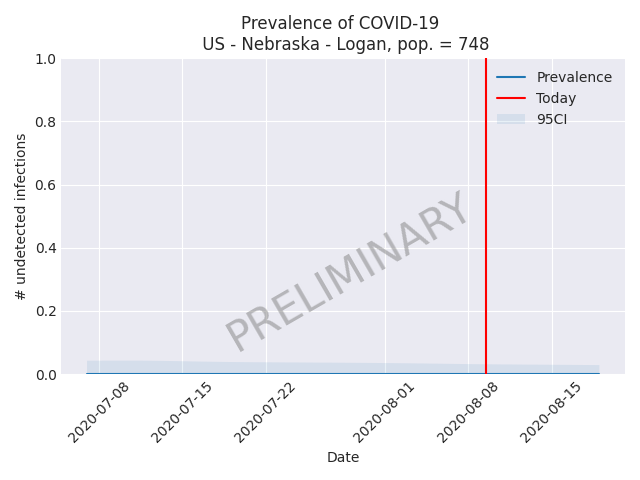 Prevalence of COVID-19
US - Nebraska - Logan, pop. = 748
1.0
0.8
0.6
0.4
0.2
0.0
# undetected infections
Prevalence
Today
95CI
PRELIMINARY
2020-07-08
2020-07-15
2020-07-22
2020-08-01
2020-08-08
2020-08-15
Date